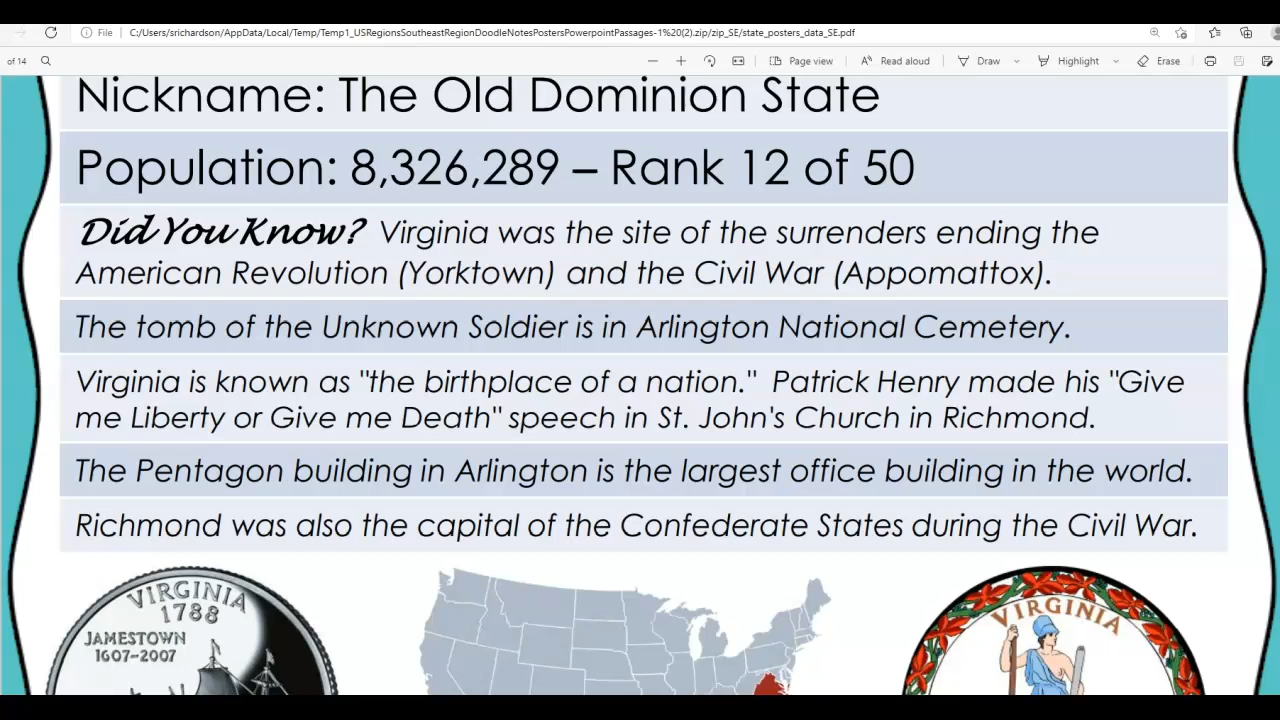 File
C:/Users/srichardson/AppData/Local/Temp/Temp1_USRegionsSoutheastRegionDoodleNotesPostersPowerpointPassages-1%20(2).zip/zip_SE/state_posters_data_SE.pdf
of 14
Page view
Read aloud
Draw
Highlight
Erase
Nickname: The Old Dominion State
Population: 8,326,289 – Rank 12 of 50
Did You Know? Virginia was the site of the surrenders ending the
American Revolution (Yorktown) and the Civil War (Appomattox).
The tomb of the Unknown Soldier is in Arlington National Cemetery.
Virginia is known as "the birthplace of a nation." Patrick Henry made his "Give
me Liberty or Give me Death" speech in St. John's Church in Richmond.
The Pentagon building in Arlington is the largest office building in the world.
Richmond was also the capital of the Confederate States during the Civil War.
VIRGINIA
1788
JAMESTOWN
1607-2007
VIRGINIA